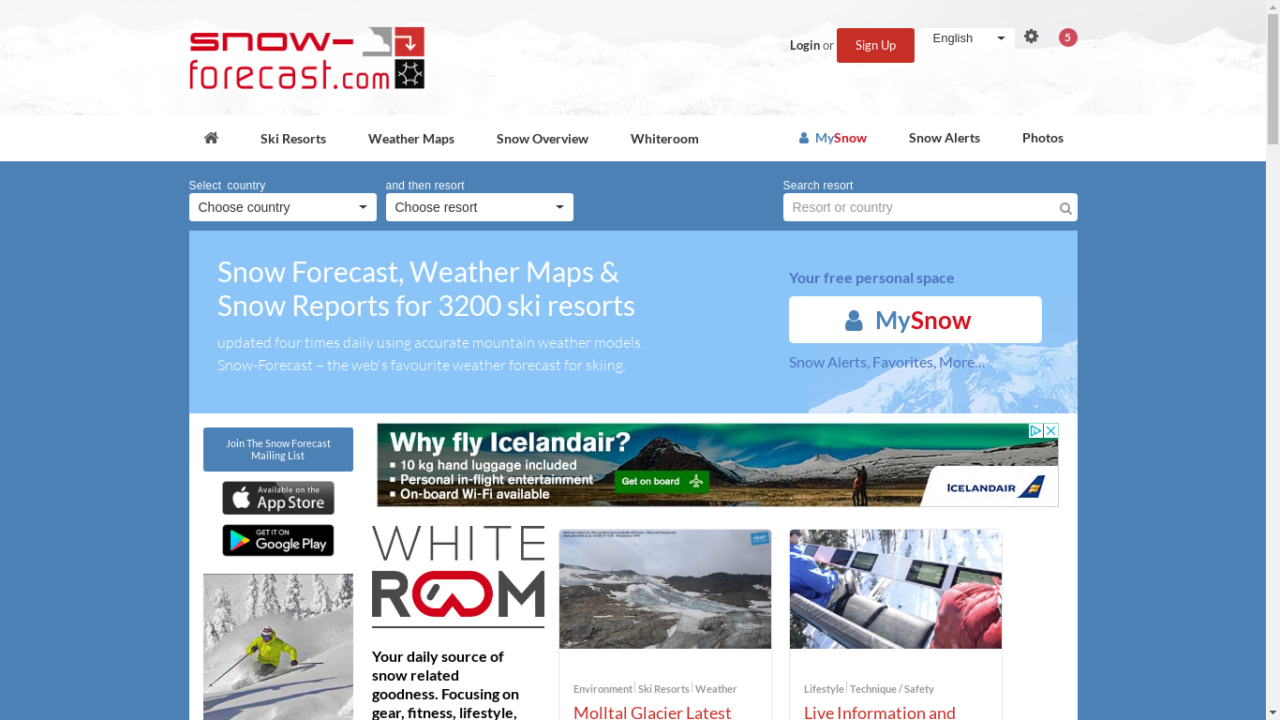 snow-
forecast.com
Login or Sign Up
English
5
Ski Resorts
Weather Maps
Snow Overview
Whiteroom
MySnow
Snow Alerts
Photos
Select country
and then resort
Search resort
Choose country
Choose resort
Resort or country
Snow Forecast, Weather Maps &
Snow Reports for 3200 ski resorts
updated four times daily using accurate mountain weather models.
Snow-Forecast – the web's favourite weather forecast for skiing.
Your free personal space
MySnow
Snow Alerts, Favorites, More...
Join The Snow Forecast
Mailing List
Available on the
App Store
GET IT ON
Google Play
Why fly Icelandair?
▪ 10 kg hand luggage included
▪ Personal in-flight entertainment
▪ On-board Wi-Fi available
Get on board
ICELANDAIR
WHITE
ROOM
Your daily source of
snow related
goodness. Focusing on
gear, fitness, lifestyle,
Environment Ski Resorts Weather
Molltal Glacier Latest
Lifestyle Technique / Safety
Live Information and